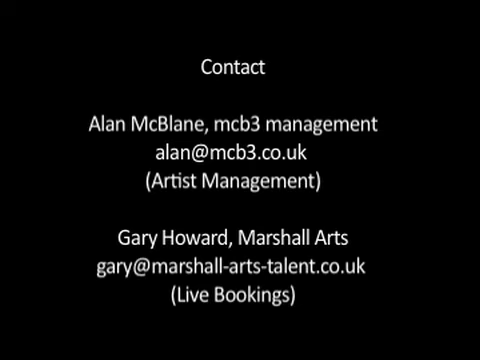 Contact
Alan McBlane, mcb3 management
alan@mcb3.co.uk
(Artist Management)
Gary Howard, Marshall Arts
gary@marshall-arts-talent.co.uk
(Live Bookings)